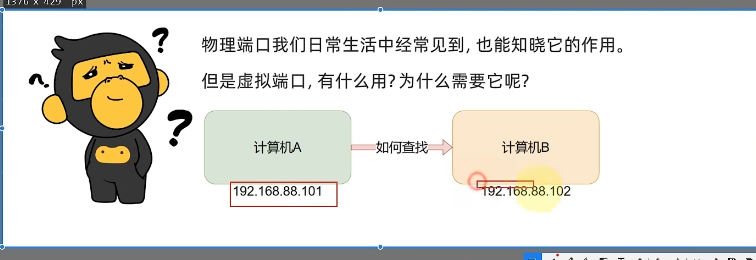 1376 x 429 px
物理端口我们日常生活中经常见到，也能知晓它的作用。
但是虚拟端口，有什么用？为什么需要它呢？
计算机A
如何查找
计算机B
192.168.88.101
192.168.88.102